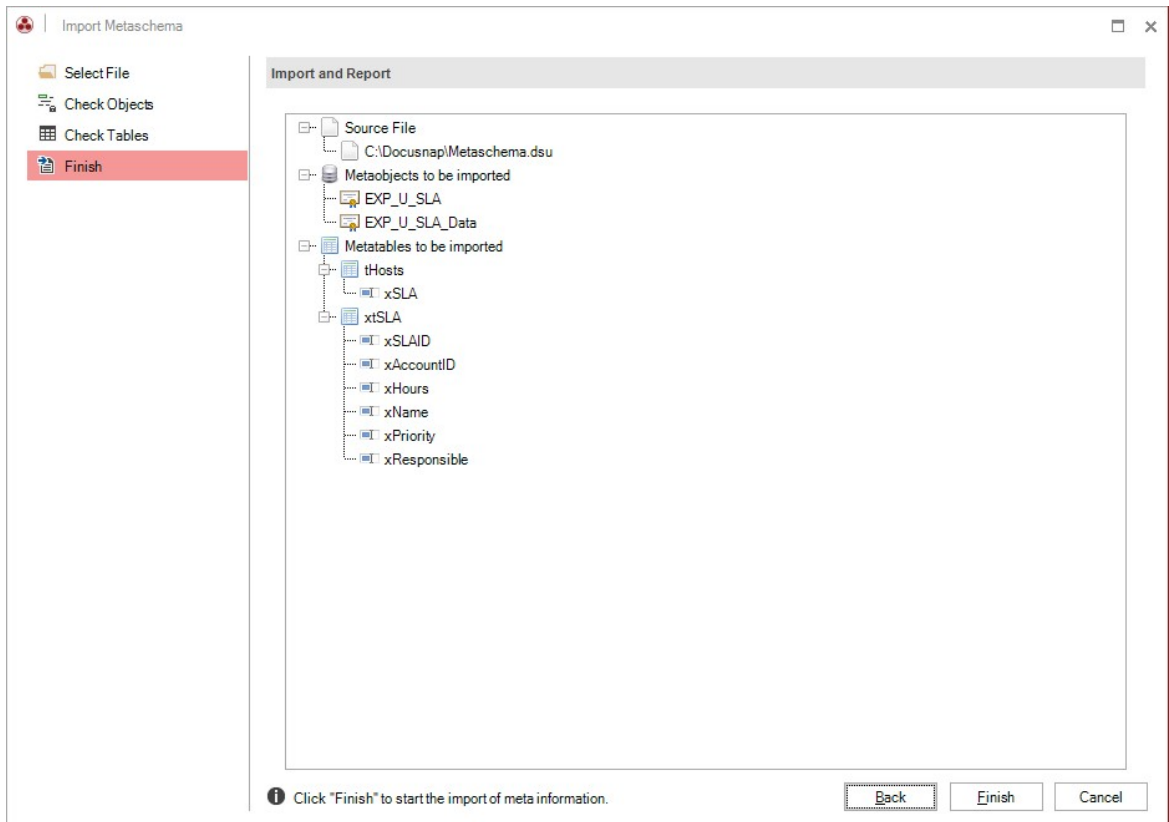 Import Metaschema
Select File
Check Objects
Check Tables
Finish
Import and Report
Source File
C:\Docusnap\Metaschema.dsu
Metaobjects to be imported
EXP_U_SLA
EXP_U_SLA_Data
Metatables to be imported
tHosts
xSLA
xtSLA
xSLAID
xAccountID
xHours
xName
xPriority
xResponsible
Click "Finish" to start the import of meta information.
Back Finish Cancel